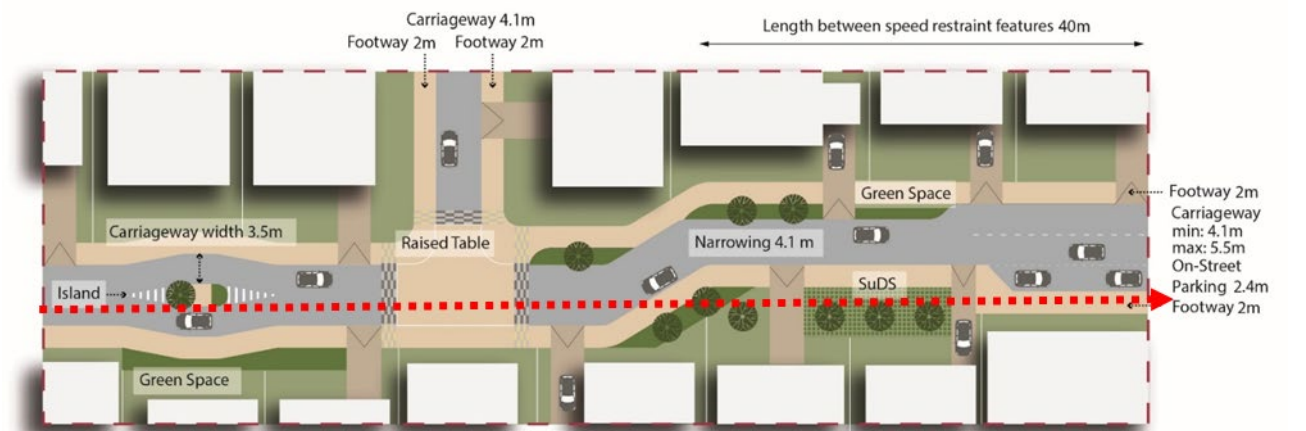 Carriageway 4.1m
Footway 2m
Footway 2m
Length between speed restraint features 40m
Green Space
Footway 2m
Carriageway
min: 4.1m
max: 5.5m
On-Street
Parking 2.4m
Footway 2m
Carriageway width 3.5m
Raised Table
Narrowing 4.1 m
Island
SuDS
Green Space